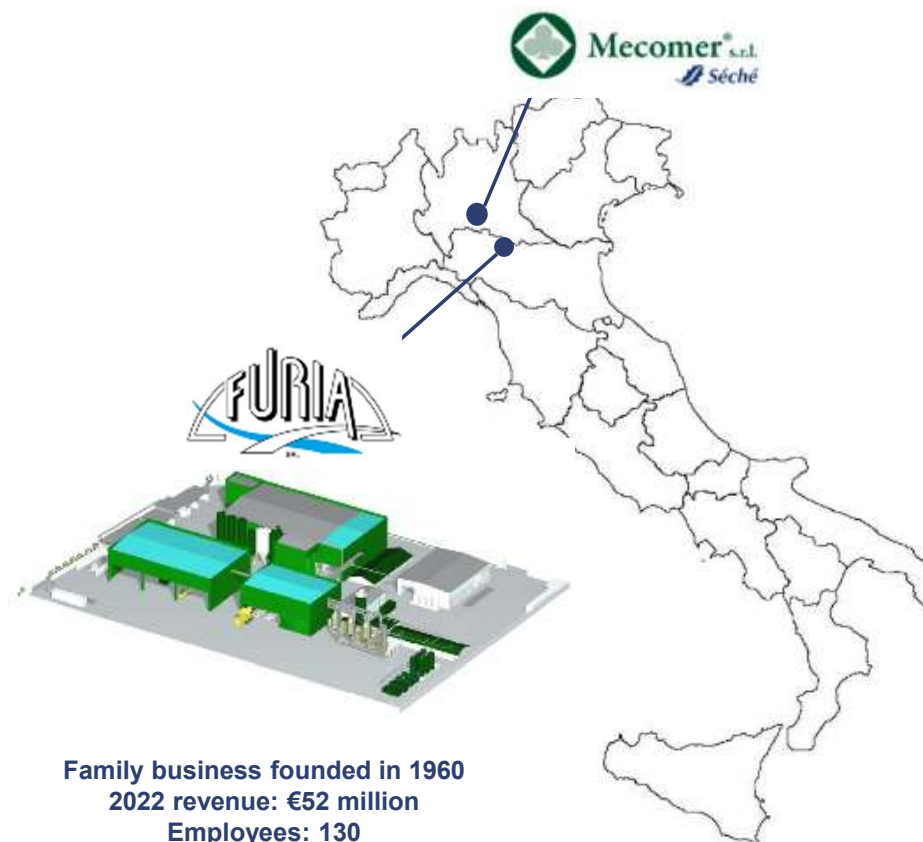 Mecomer® s.r.l.
Séché
FURIA
Family business founded in 1960
2022 revenue: €52 million
Employees: 130